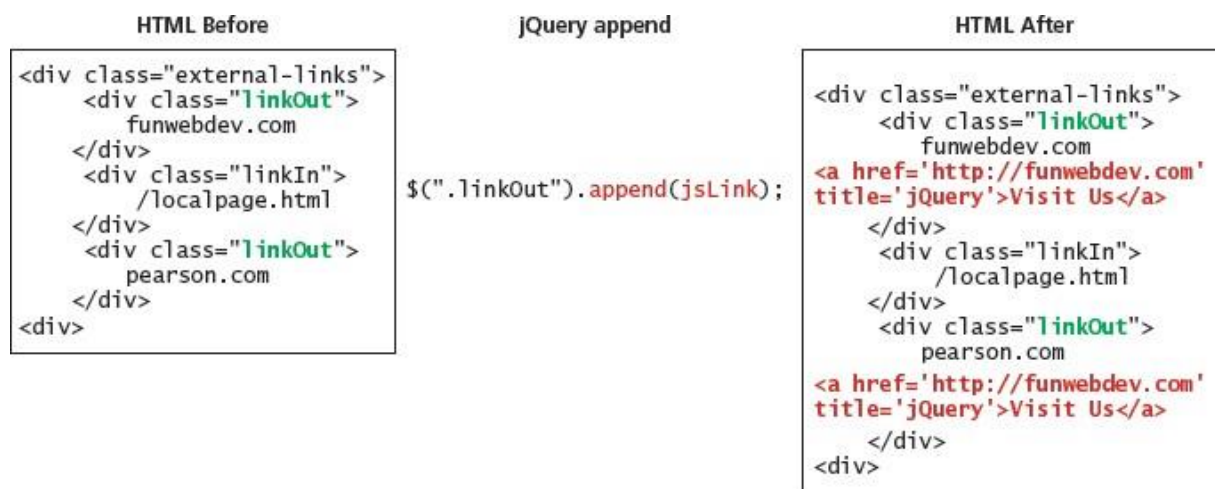 HTML Before
<div class="external-links">
<div class="linkOut">
funwebdev.com
</div>
<div class="linkIn">
/localpage.html
</div>
<div class="linkOut">
pearson.com
</div>
<div>
jQuery append
$(".linkOut").append(jsLink);
HTML After
<div class="external-links">
<div class="linkOut">
funwebdev.com
<a href='http://funwebdev.com'
title='jQuery'>Visit Us</a>
</div>
<div class="linkIn">
/localpage.html
</div>
<div class="linkOut">
pearson.com
<a href='http://funwebdev.com'
title='jQuery'>Visit Us</a>
</div>
<div>